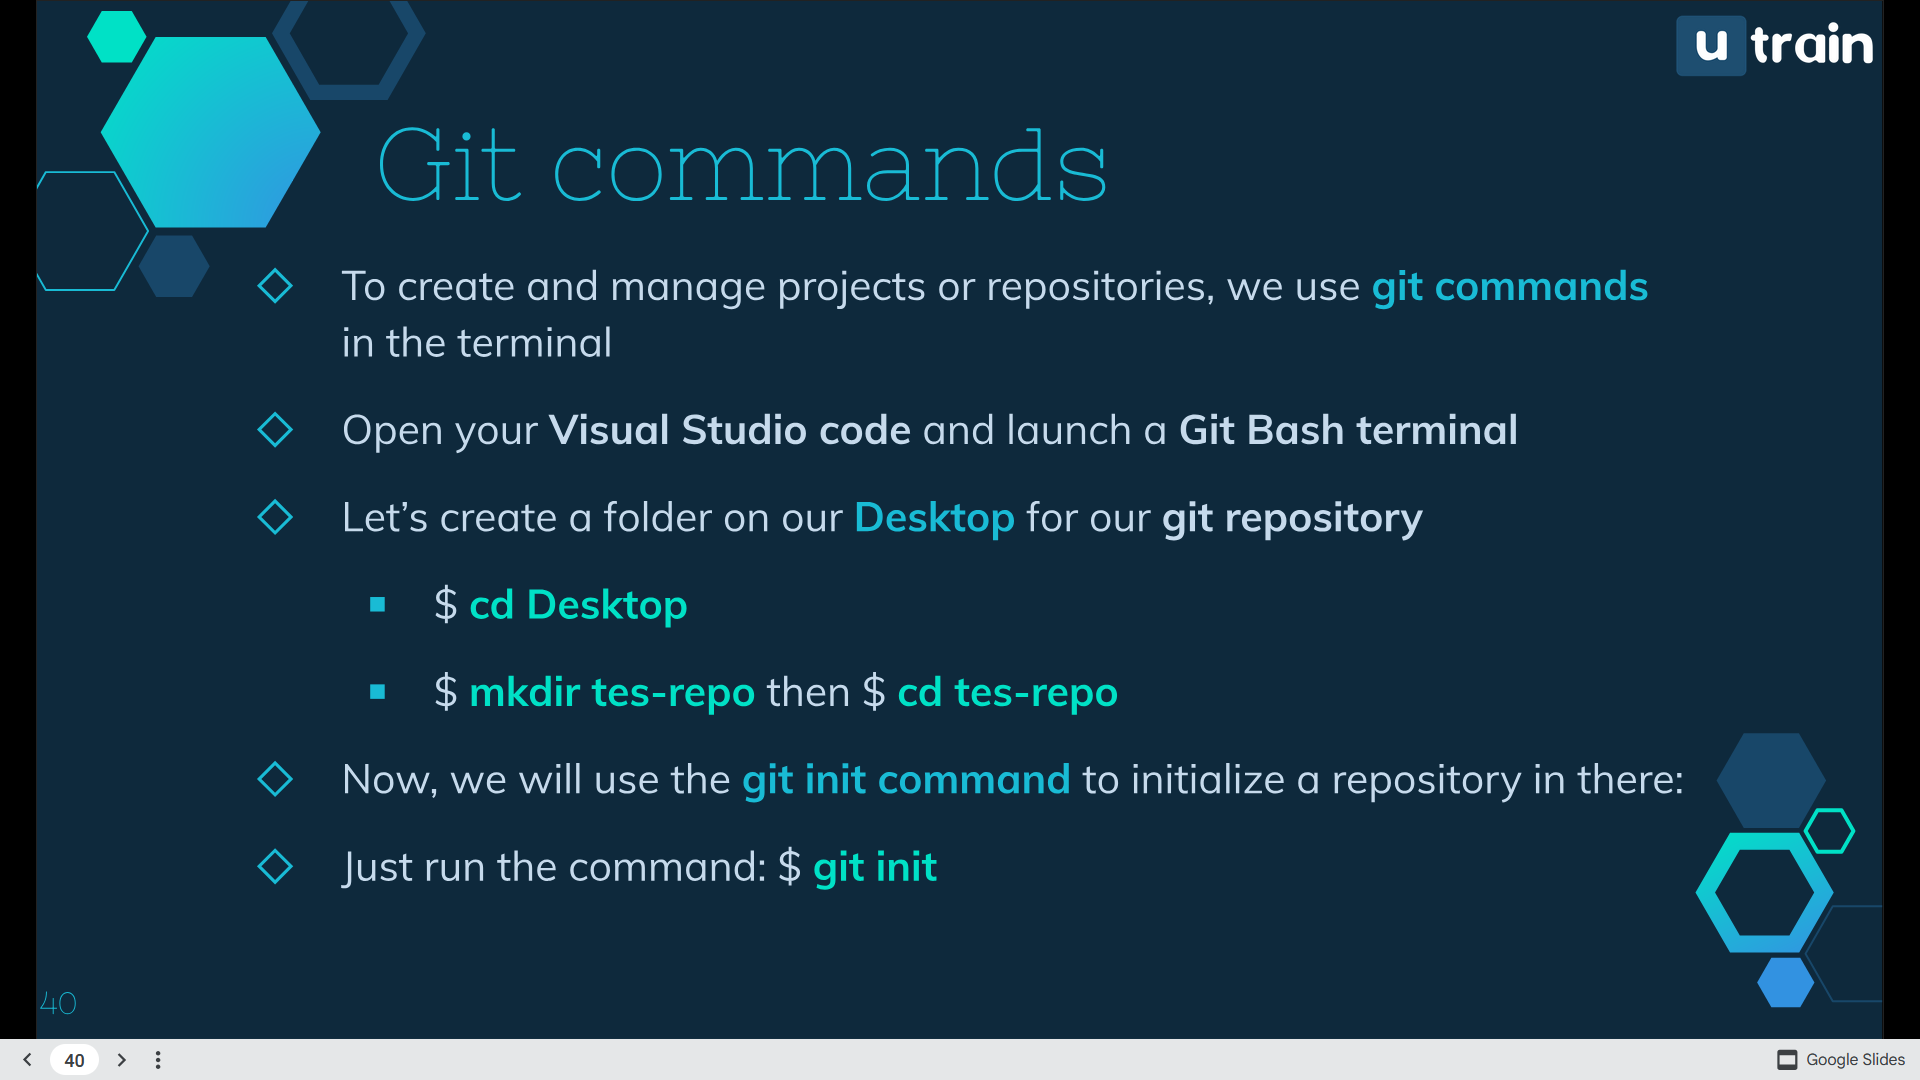 u train
Git commands
To create and manage projects or repositories, we use git commands
in the terminal
Open your Visual Studio code and launch a Git Bash terminal
Let’s create a folder on our Desktop for our git repository
$ cd Desktop
$ mkdir tes-repo then $ cd tes-repo
Now, we will use the git init command to initialize a repository in there:
Just run the command: $ git init
40
40
Google Slides